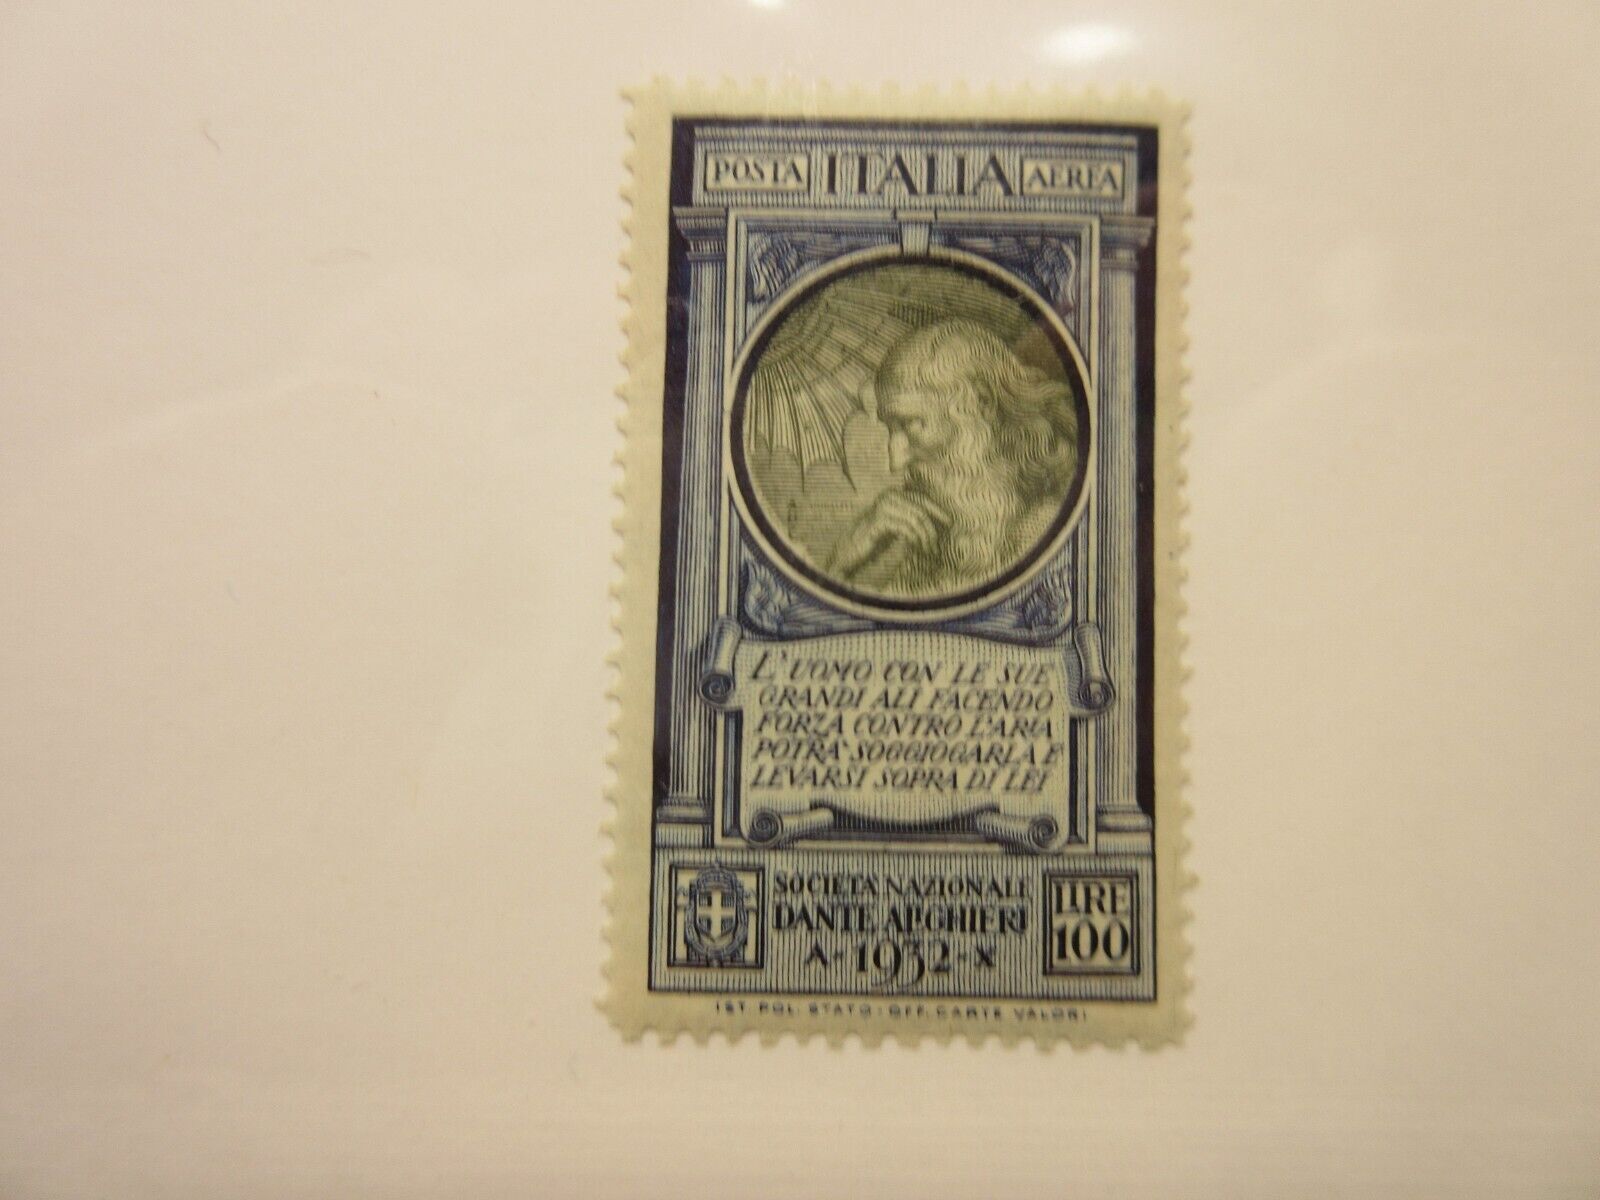 POSTA ITALIA AEREA
L'UOMO CON LE SUE
GRANDI ALI FACENDO
FORZA CONTRO L'ARIA
POTRA' SOGGIOGARLA E
LEVARSI SOPRA DI LEI
SOCIETÀ NAZIONALE
DANTE ALIGHIERI
A - 1932 - X
LIRE
100
IST. POL. STATO · OFF. CARTE VALORI